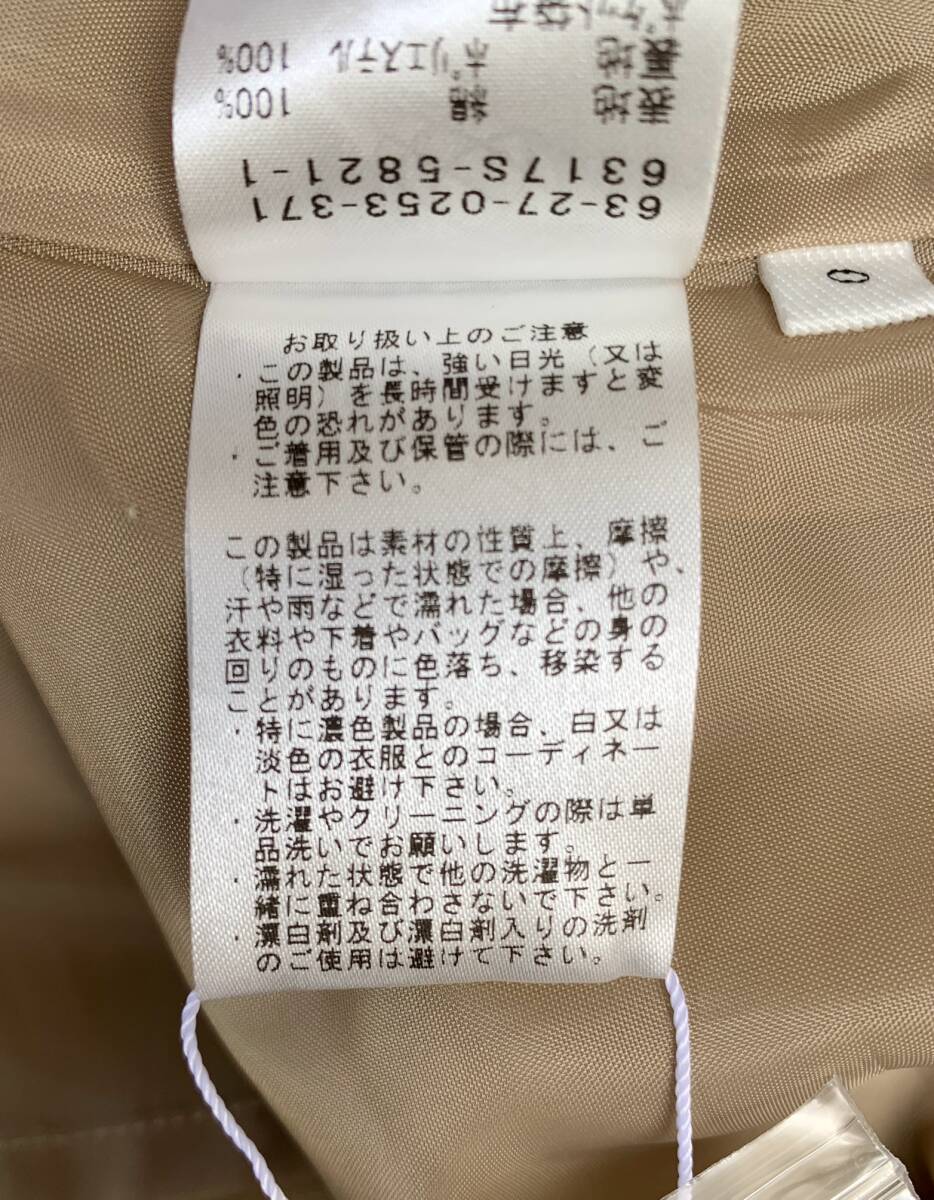 63-27-0253-371
6317S-5821-1
表地 綿 100%
裏地 ポリエステル 100%
ポケット袋布
0
お取り扱い上のご注意
・この製品は、強い日光（又は
照明）を長時間受けますと変
色の恐れがあります。
・ご着用及び保管の際には、ご
注意下さい。
この製品は素材の性質上、摩擦
（特に湿った状態での摩擦）や、
汗や雨などで濡れた場合、他の
衣料や下着やバッグなどの身の
回りのものに色落ち、移染する
ことがあります。
・特に濃色製品の場合、白又は
淡色の衣服とのコーディネー
トはお避け下さい。
・洗濯やクリーニングの際は単
品洗いでお願いします。
・濡れた状態で他の洗濯物と一
緒に重ね合わさないで下さい。
・漂白剤及び漂白剤入りの洗剤
のご使用は避けて下さい。